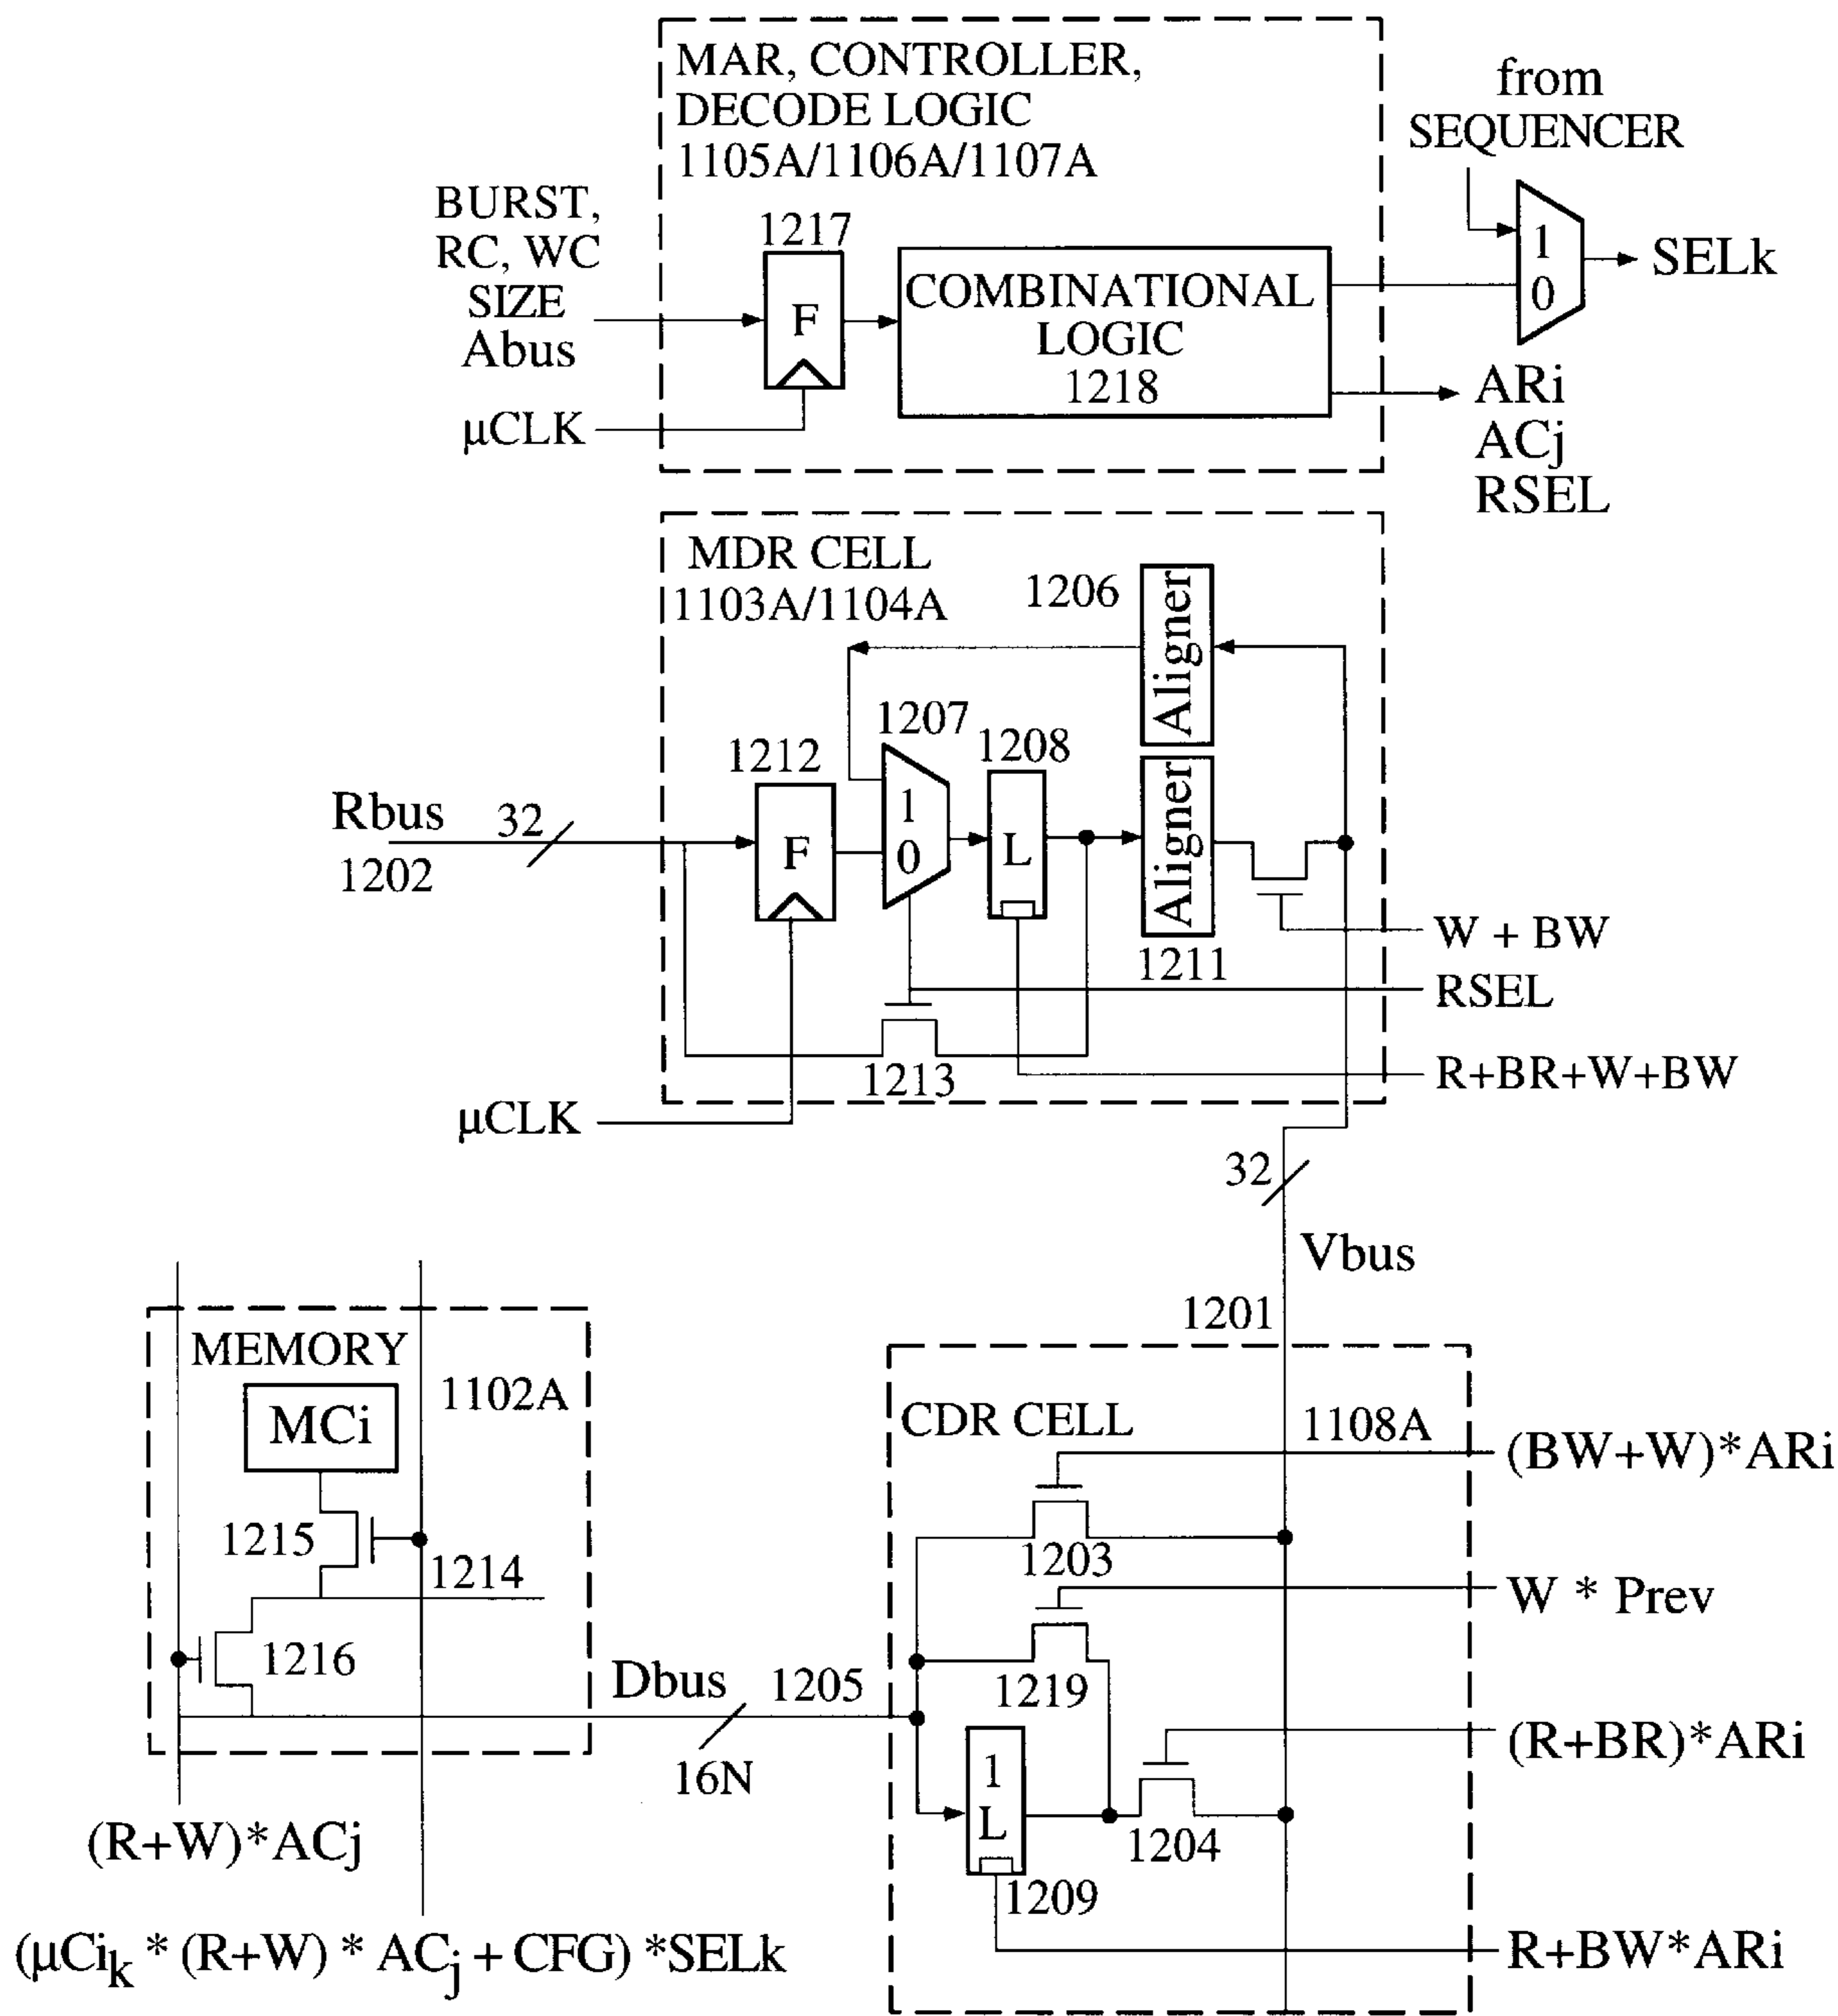 MAR, CONTROLLER,
DECODE LOGIC
1105A/1106A/1107A
from
SEQUENCER
BURST,
RC, WC
SIZE
Abus
µCLK
1217
F
COMBINATIONAL
LOGIC
1218
1
0
SELk
ARi
ACj
RSEL
MDR CELL
1103A/1104A
1206
Aligner
1207
1208
1212
Rbus
32
1202
F
1
0
L
Aligner
1211
W + BW
RSEL
1213
R+BR+W+BW
µCLK
32
Vbus
1201
MEMORY
1102A
MCi
1215
1214
1216
Dbus
1205
16N
(R+W)*ACj
(µCik * (R+W) * ACj + CFG) *SELk
CDR CELL
1108A
(BW+W)*ARi
1203
W * Prev
1219
(R+BR)*ARi
1
L
1204
1209
R+BW*ARi